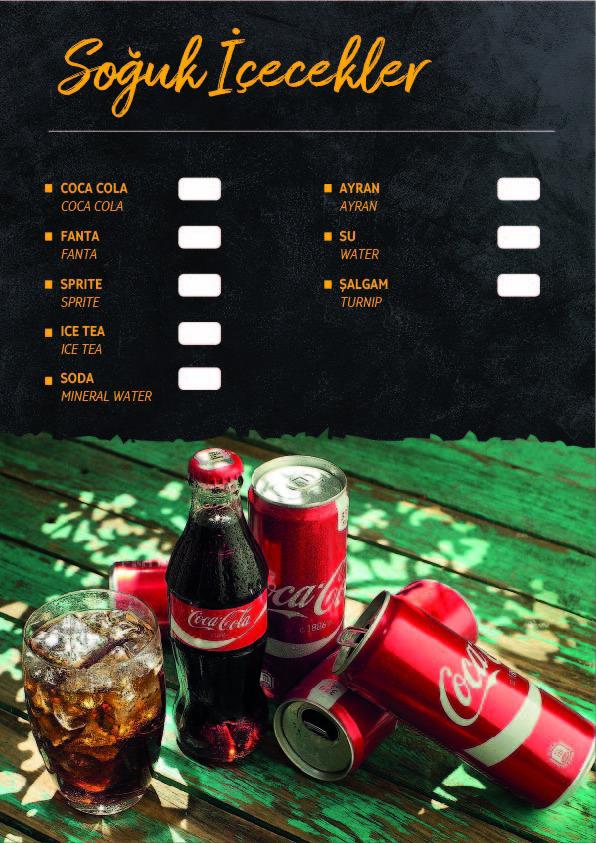 Soğuk İçecekler
COCA COLA
COCA COLA
FANTA
FANTA
SPRITE
SPRITE
ICE TEA
ICE TEA
SODA
MINERAL WATER
AYRAN
AYRAN
SU
WATER
ŞALGAM
TURNIP
Coca-Cola
Coca-Cola
1886
Coca